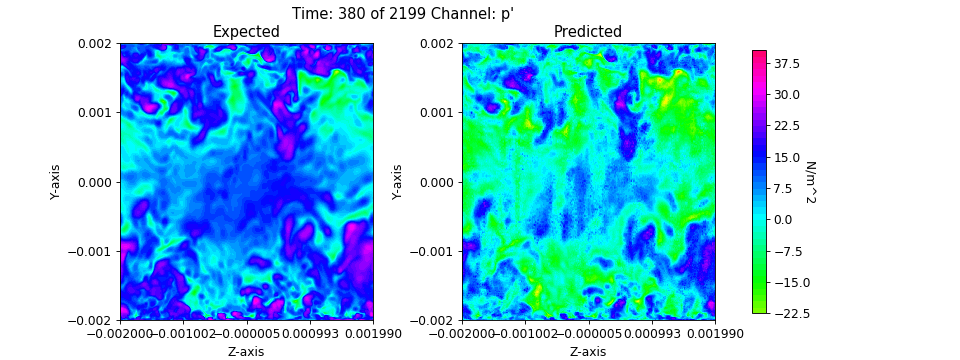 Time: 380 of 2199 Channel: p'
Expected
Predicted
0.002
0.001
0.000
−0.001
−0.002
Y-axis
−0.002000 −0.001002 −0.000005 0.000993 0.001990
Z-axis
0.002
0.001
0.000
−0.001
−0.002
Y-axis
−0.002000 −0.001002 −0.000005 0.000993 0.001990
Z-axis
37.5
30.0
22.5
15.0
7.5
0.0
−7.5
−15.0
−22.5
N/m^2